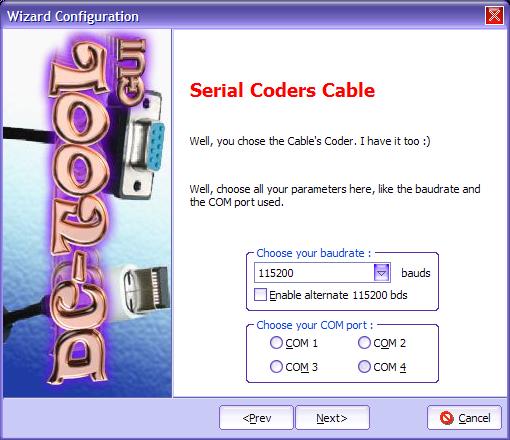 Wizard Configuration
DC-TOOL
GUI
Serial Coders Cable
Well, you chose the Cable's Coder. I have it too :)
Well, choose all your parameters here, like the baudrate and
the COM port used.
Choose your baudrate :
115200 bauds
Enable alternate 115200 bds
Choose your COM port :
COM 1 COM 2
COM 3 COM 4
<Prev Next> Cancel